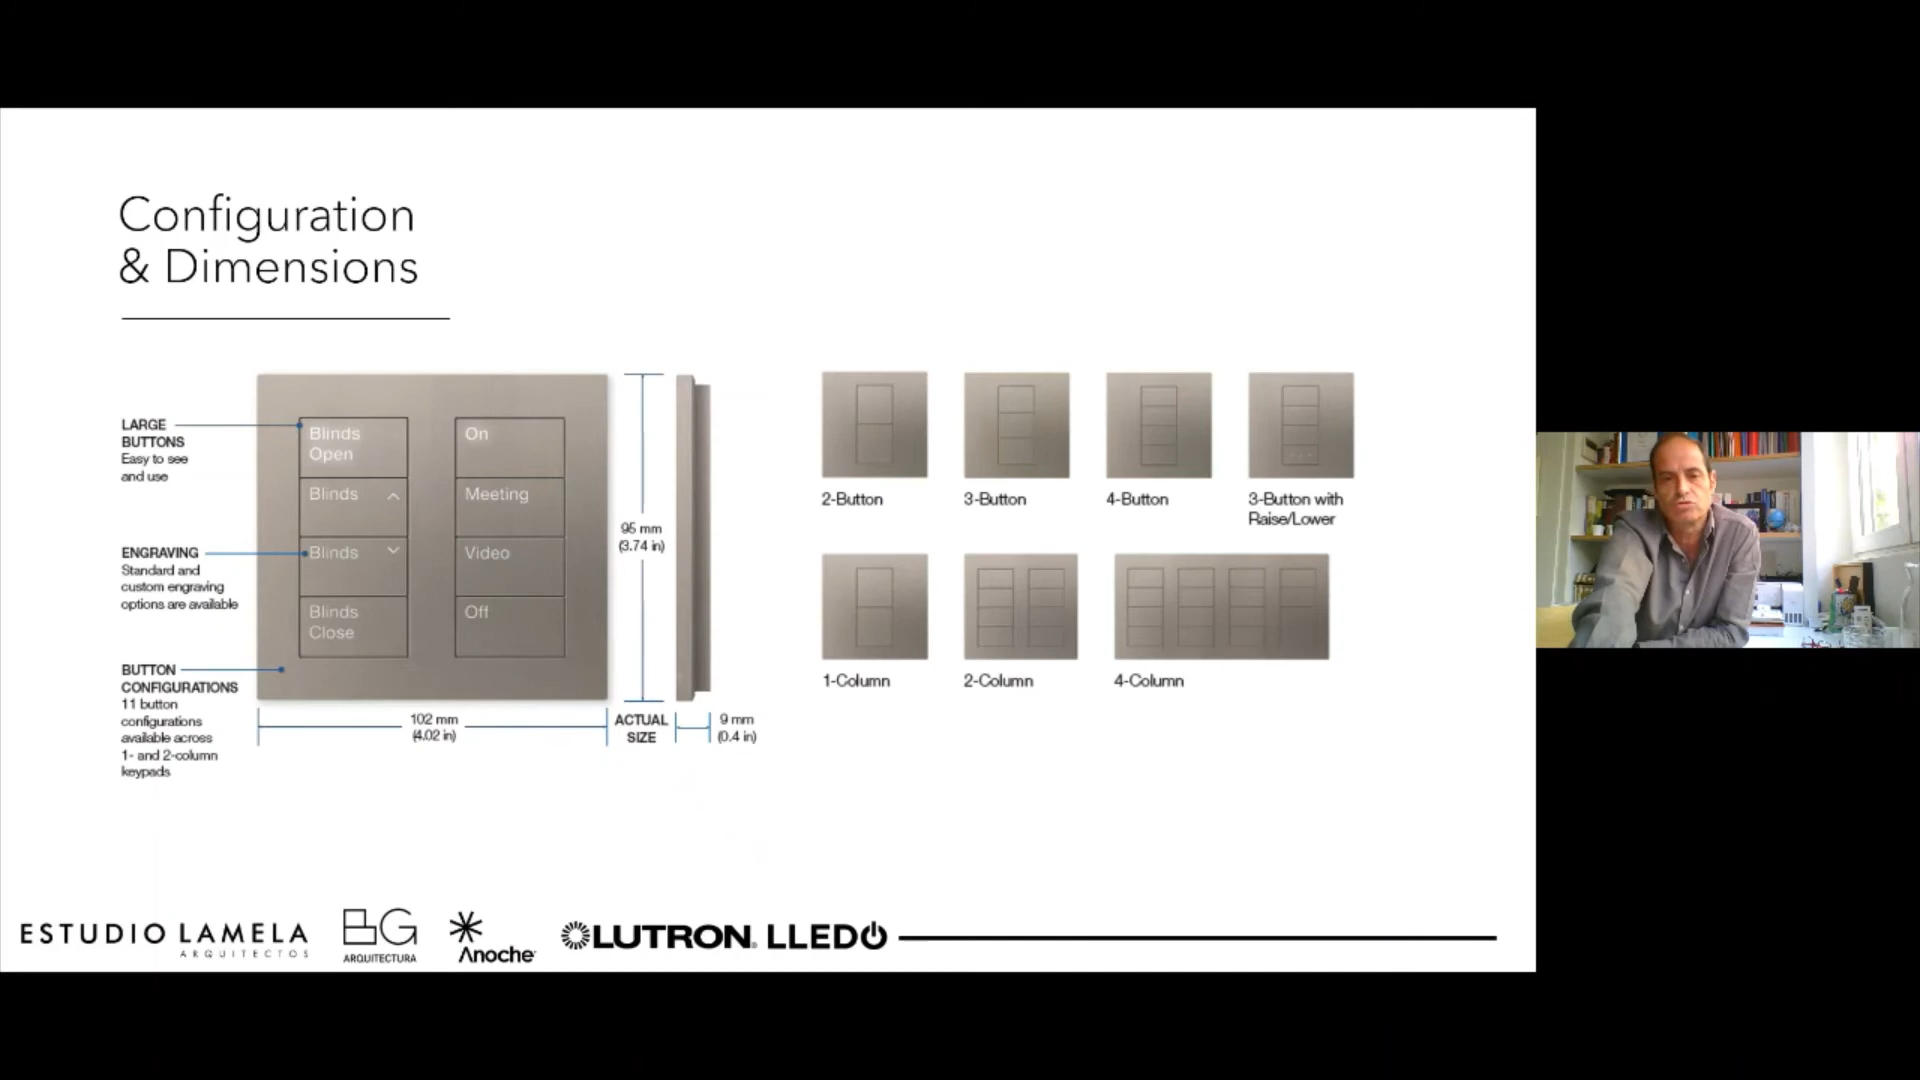 Configuration
& Dimensions
LARGE
BUTTONS
Easy to see
and use
ENGRAVING
Standard and
custom engraving
options are available
BUTTON
CONFIGURATIONS
11 button
configurations
available across
1- and 2-column
keypads
Blinds
Open
Blinds
Blinds
Blinds
Close
On
Meeting
Video
Off
95 mm
(3.74 in)
102 mm
(4.02 in)
ACTUAL
SIZE
9 mm
(0.4 in)
2-Button
3-Button
4-Button
3-Button with
Raise/Lower
1-Column
2-Column
4-Column
ESTUDIO LAMELA
ARQUITECTOS
BG
ARQUITECTURA
Anoche
LUTRON
LLEDÓ